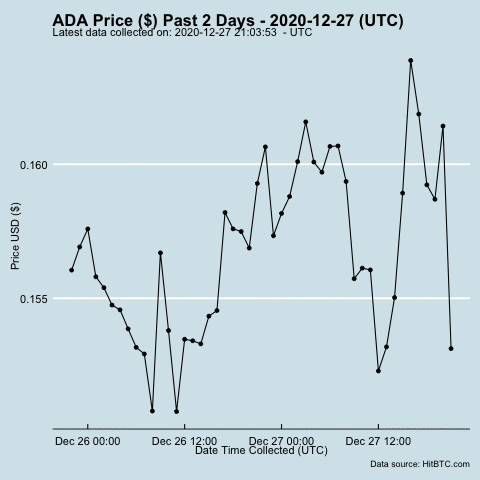 ADA Price ($) Past 2 Days - 2020-12-27 (UTC)
Latest data collected on: 2020-12-27 21:03:53 - UTC
0.160
0.155
Price USD ($)
Dec 26 00:00 Dec 26 12:00 Dec 27 00:00 Dec 27 12:00
Date Time Collected (UTC)
Data source: HitBTC.com